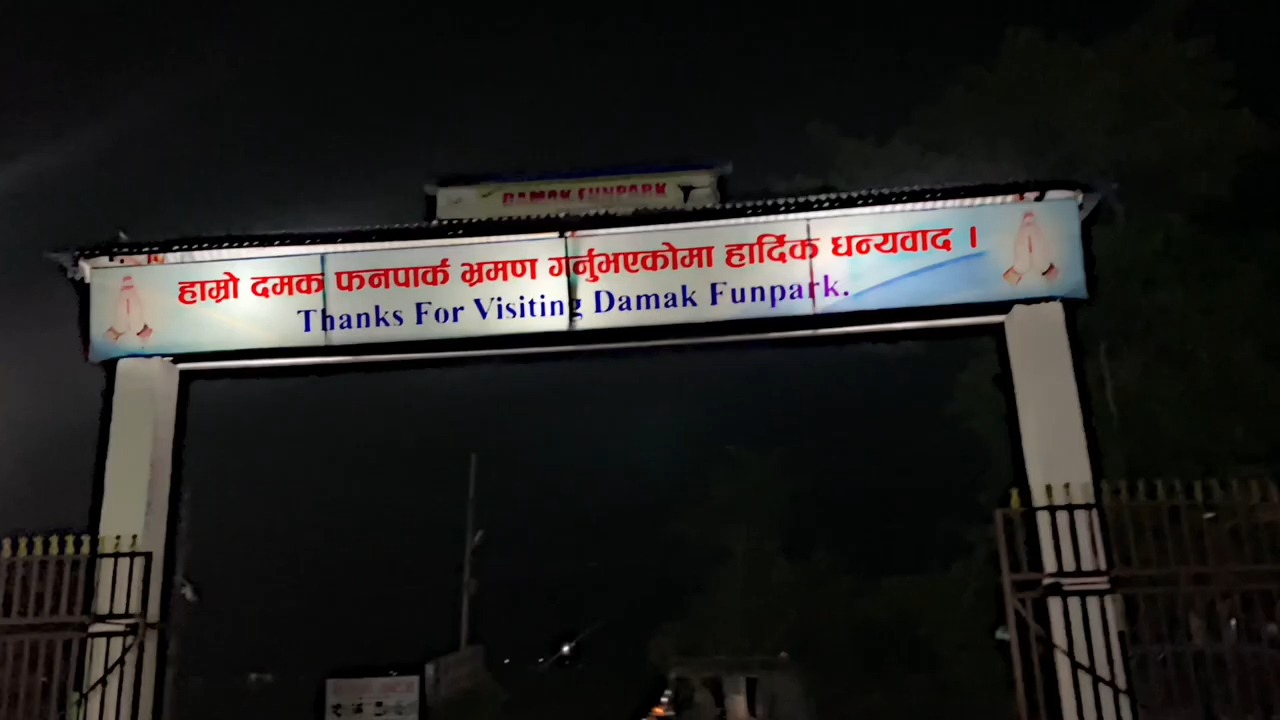 DAMAK FUNPARK
हाम्रो दमक फनपार्क भ्रमण गर्नुभएकोमा हार्दिक धन्यवाद ।
Thanks For Visiting Damak Funpark.